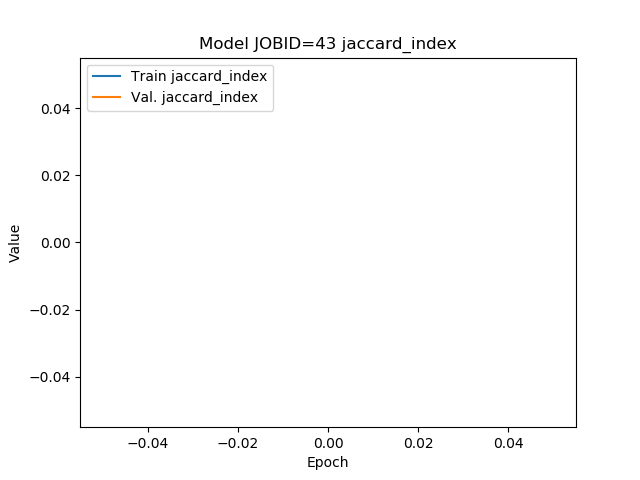 Model JOBID=43 jaccard_index
Train jaccard_index
Val. jaccard_index
0.04
0.02
0.00
−0.02
−0.04
Value
−0.04 −0.02 0.00 0.02 0.04
Epoch